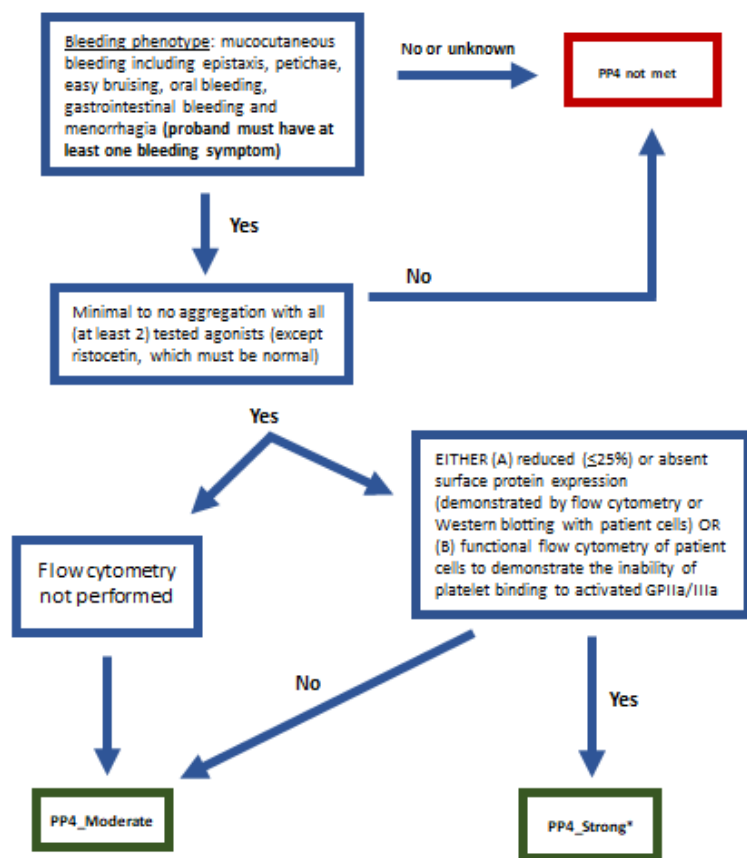 Bleeding phenotype: mucocutaneous
bleeding including epistaxis, petichae,
easy bruising, oral bleeding,
gastrointestinal bleeding and
menorrhagia (proband must have at
least one bleeding symptom)
No or unknown
PP4 not met
Yes
No
Minimal to no aggregation with all
(at least 2) tested agonists (except
ristocetin, which must be normal)
Yes
EITHER (A) reduced (≤25%) or absent
surface protein expression
(demonstrated by flow cytometry or
Western blotting with patient cells) OR
(B) functional flow cytometry of patient
cells to demonstrate the inability of
platelet binding to activated GPIIa/IIIa
Flow cytometry
not performed
No
Yes
PP4_Moderate
PP4_Strong*